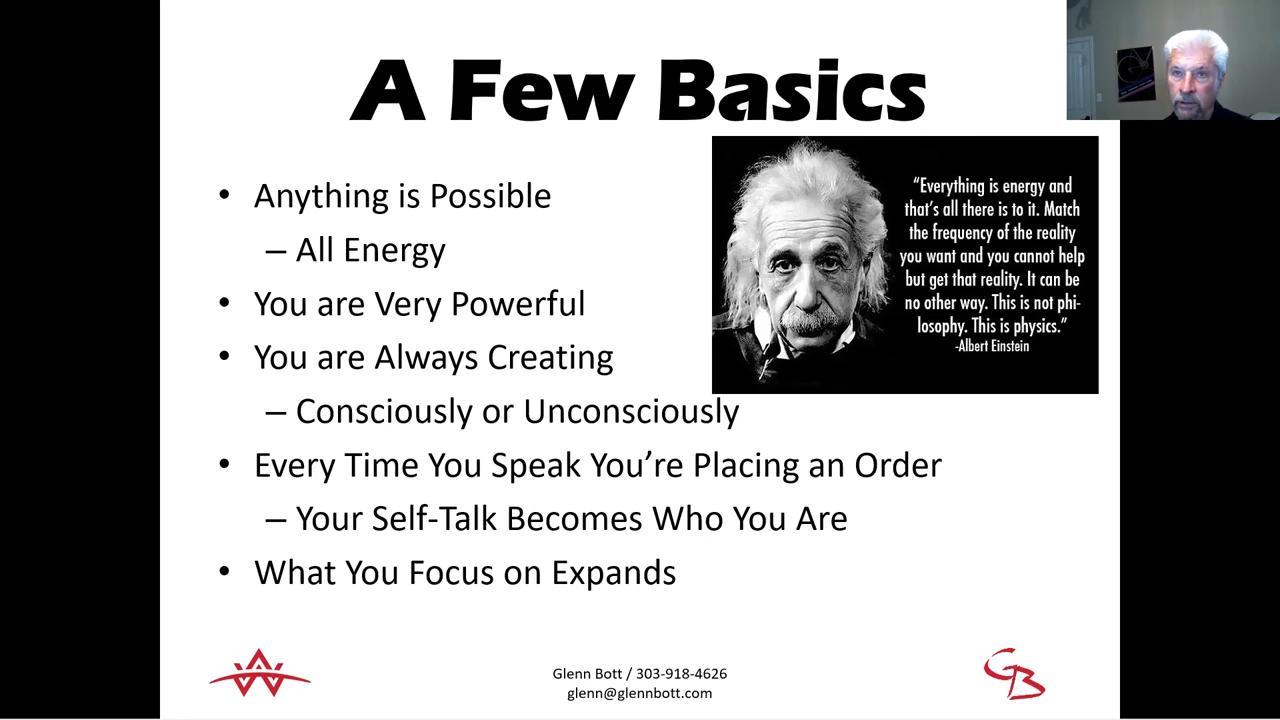 A Few Basics
• Anything is Possible
– All Energy
• You are Very Powerful
• You are Always Creating
– Consciously or Unconsciously
• Every Time You Speak You’re Placing an Order
– Your Self-Talk Becomes Who You Are
• What You Focus on Expands
“Everything is energy and
that’s all there is to it. Match
the frequency of the reality
you want and you cannot help
but get that reality. It can be
no other way. This is not phi-
losophy. This is physics.”
-Albert Einstein
Glenn Bott / 303-918-4626
glenn@glennbott.com
GB